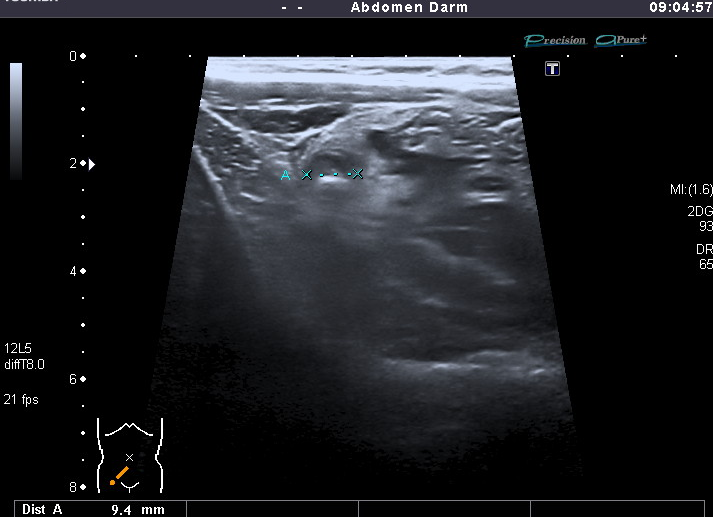 - - Abdomen Darm 09:04:57
Precision APure+
T
0
2
A
MI:(1.6)
2DG
93
DR
65
4
12L5
diffT8.0
6
21 fps
8
Dist A 9.4 mm